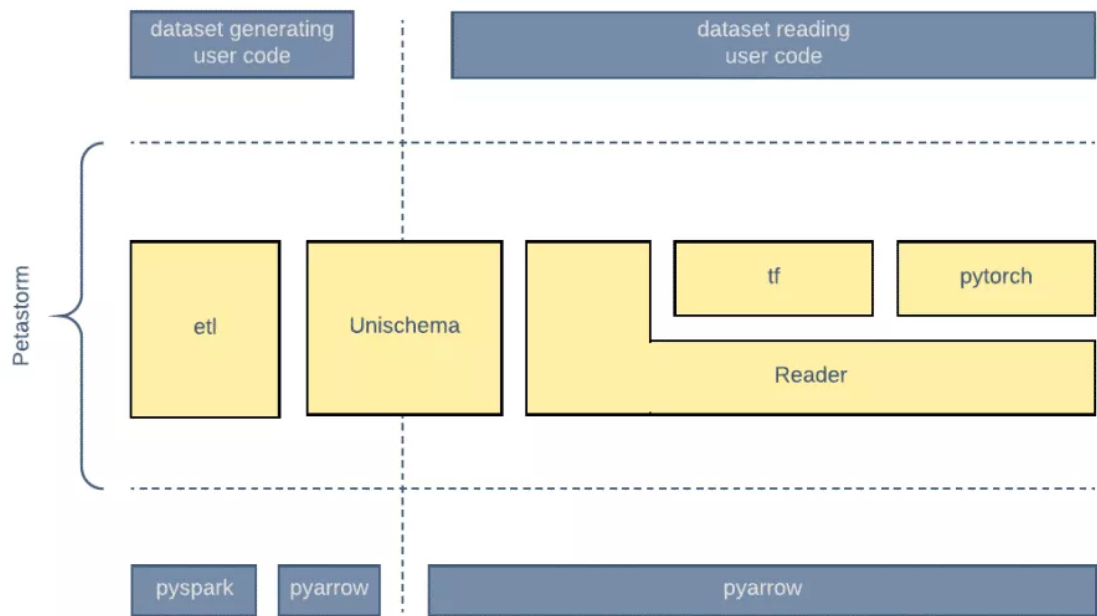 dataset generating
user code
dataset reading
user code
Petastorm
etl
Unischema
tf
pytorch
Reader
pyspark
pyarrow
pyarrow